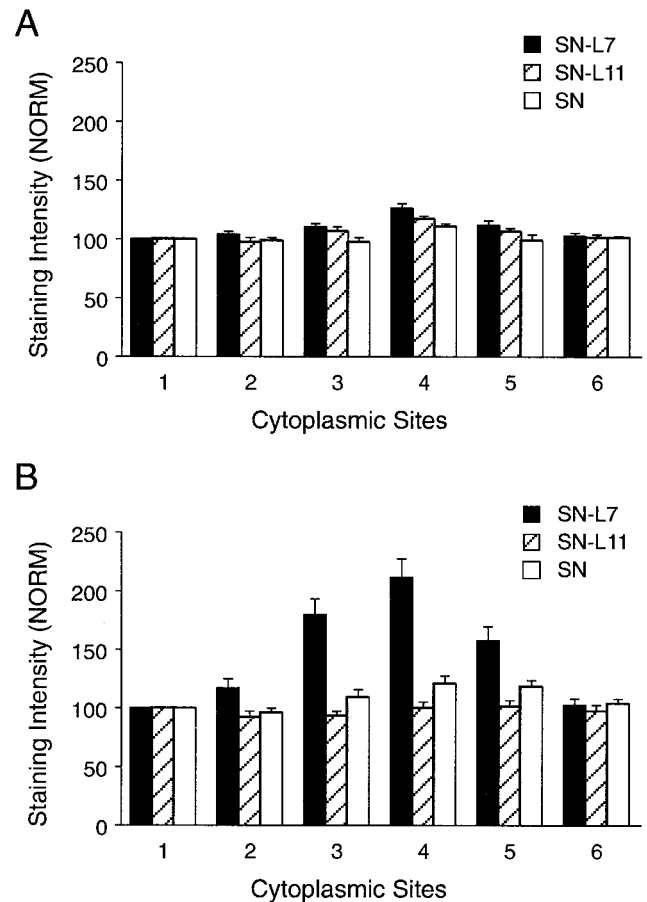 A
SN-L7
SN-L11
SN
250
200
150
100
50
0
Staining Intensity (NORM)
1 2 3 4 5 6
Cytoplasmic Sites
B
SN-L7
SN-L11
SN
250
200
150
100
50
0
Staining Intensity (NORM)
1 2 3 4 5 6
Cytoplasmic Sites